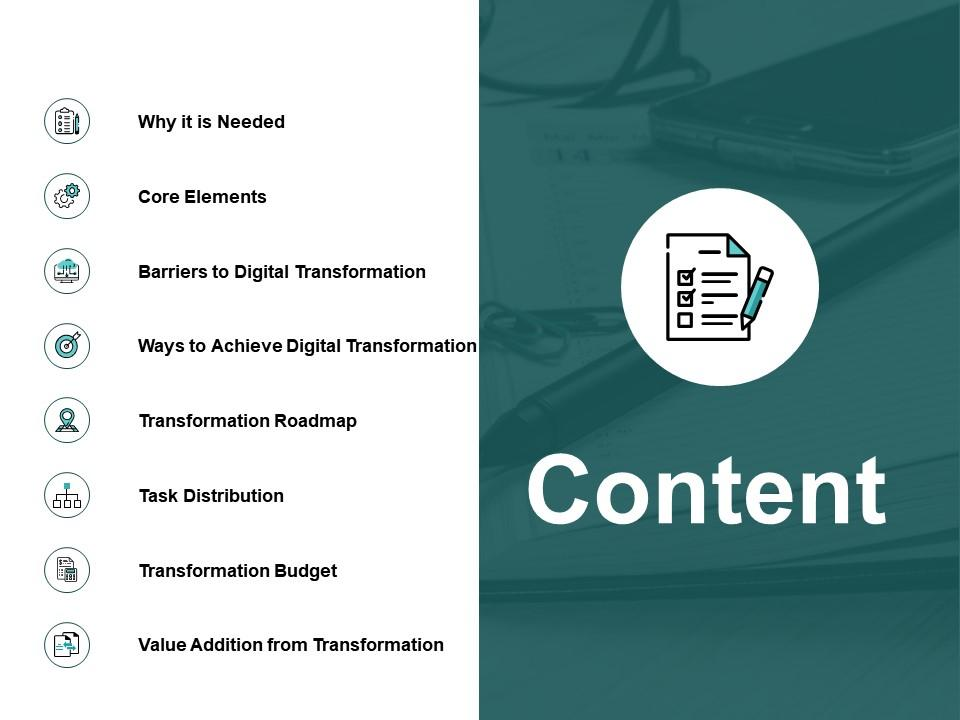 Why it is Needed
Core Elements
Barriers to Digital Transformation
Ways to Achieve Digital Transformation
Transformation Roadmap
Task Distribution
Transformation Budget
Value Addition from Transformation
Content